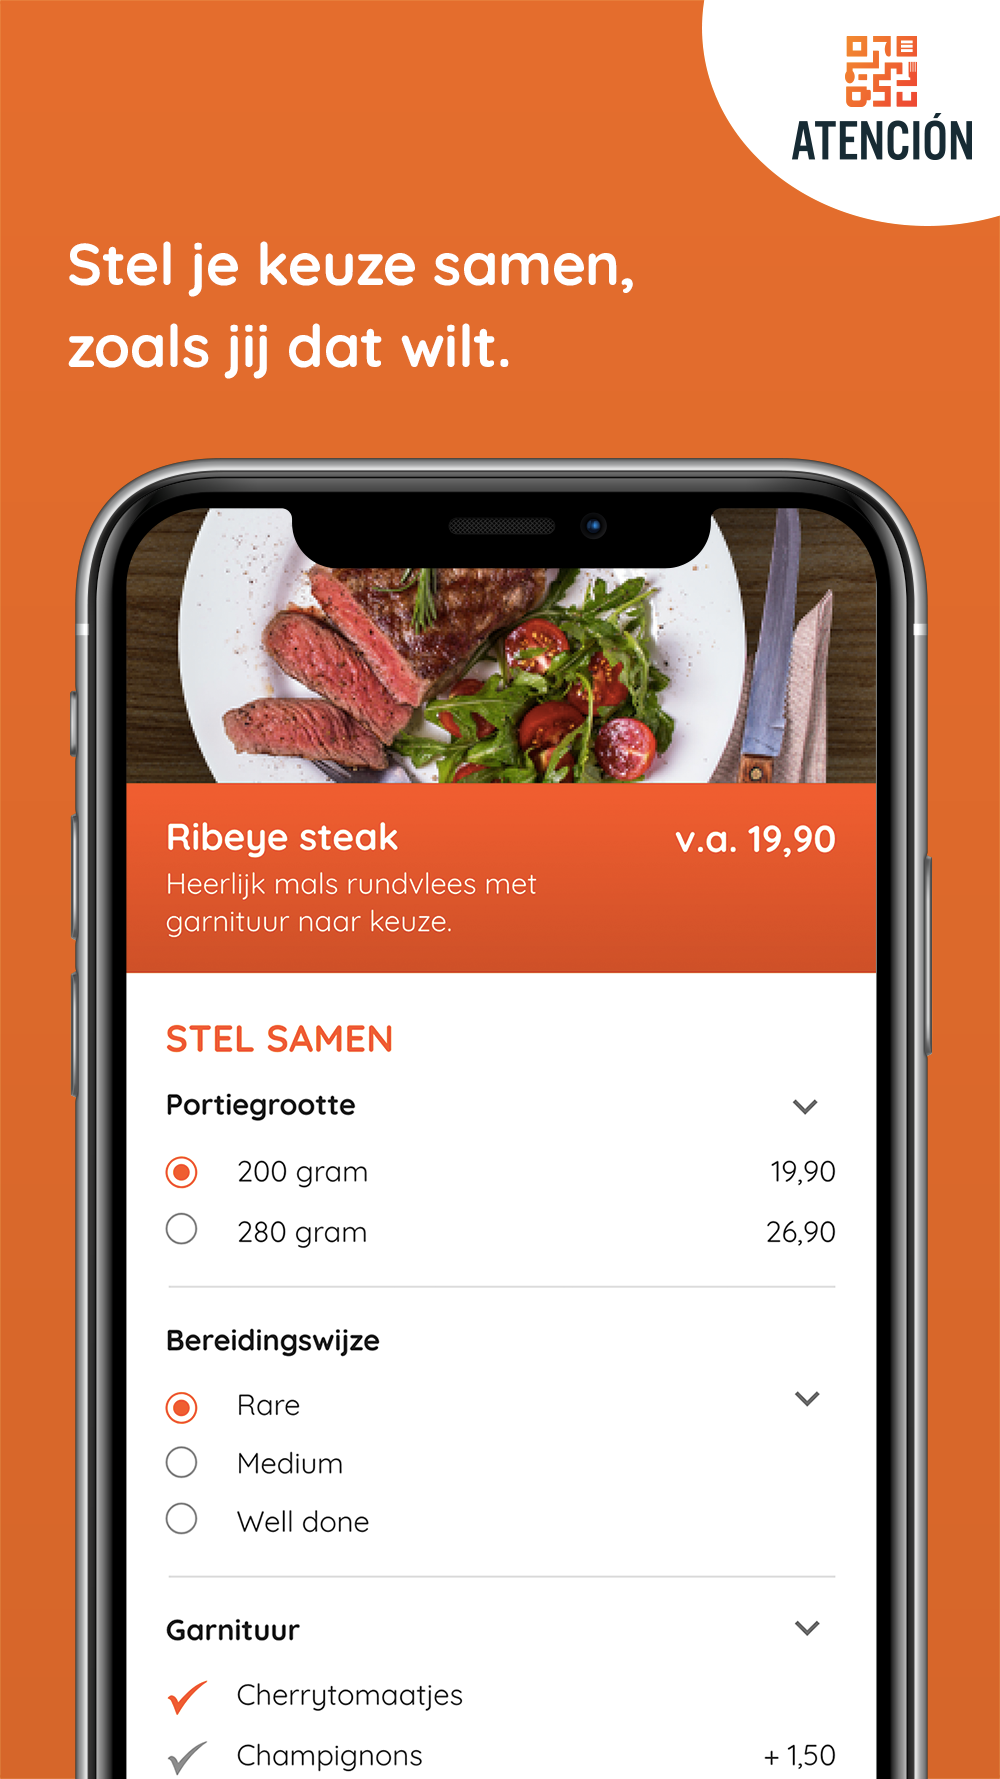 ATENCIÓN
Stel je keuze samen,
zoals jij dat wilt.
Ribeye steak v.a. 19,90
Heerlijk mals rundvlees met
garnituur naar keuze.
STEL SAMEN
Portiegrootte
200 gram 19,90
280 gram 26,90
Bereidingswijze
Rare
Medium
Well done
Garnituur
Cherrytomaatjes
Champignons + 1,50